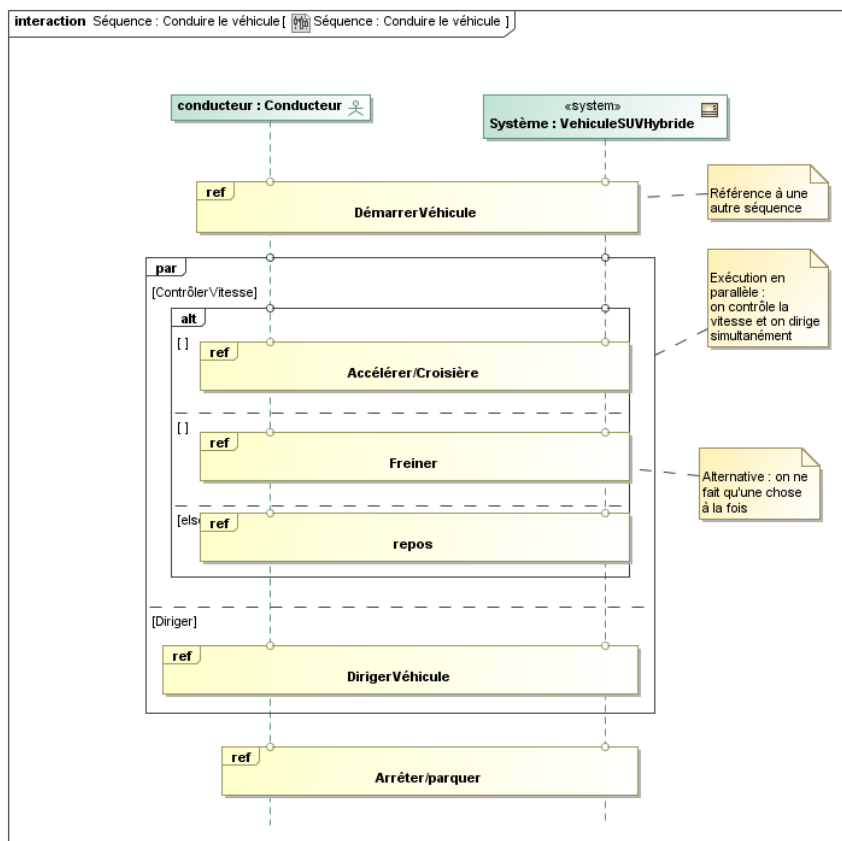 interaction Séquence : Conduire le véhicule[ Séquence : Conduire le véhicule ]
conducteur : Conducteur
«system»
Système : VehiculeSUVHybride
ref
DémarrerVéhicule
Référence à une
autre séquence
par
[ContrôlerVitesse]
Exécution en
parallèle :
on contrôle la
vitesse et on dirige
simultanément
alt
[ ]
ref
Accélérer/Croisière
[ ]
ref
Freiner
Alternative : on ne
fait qu'une chose
à la fois
[else
ref
repos
[Diriger]
ref
DirigerVéhicule
ref
Arrêter/parquer